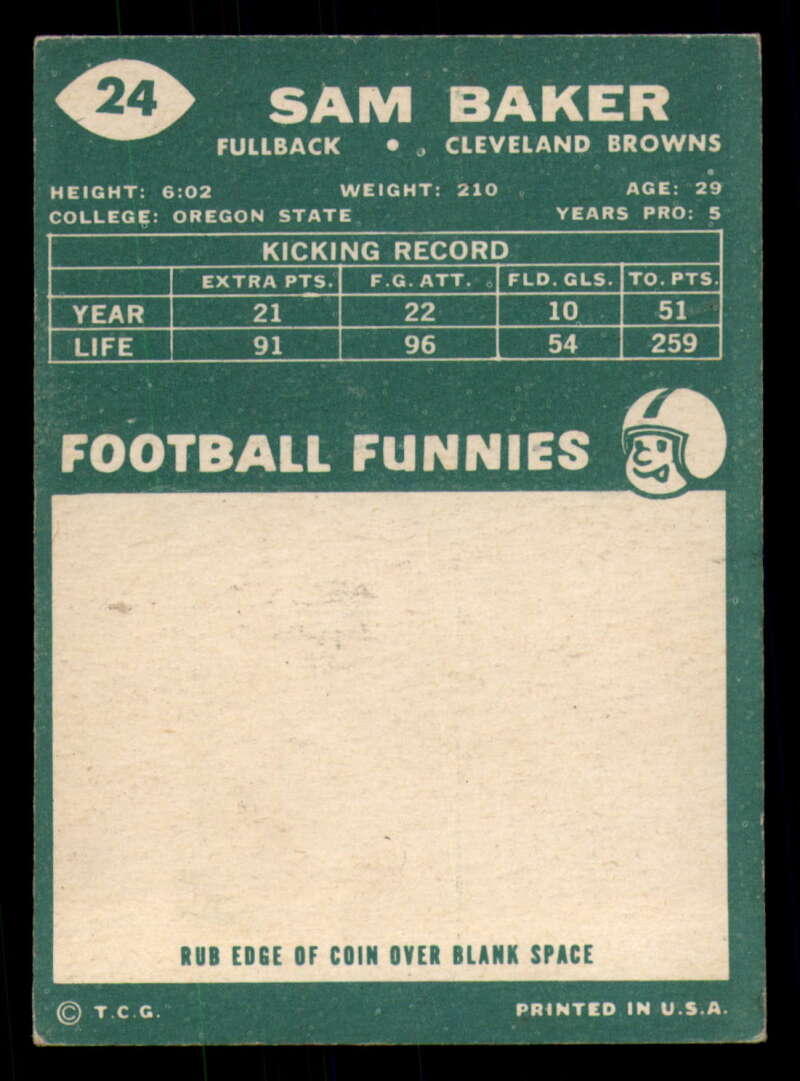 24
SAM BAKER
FULLBACK • CLEVELAND BROWNS
HEIGHT: 6:02 WEIGHT: 210 AGE: 29
COLLEGE: OREGON STATE YEARS PRO: 5
KICKING RECORD
EXTRA PTS. F.G. ATT. FLD. GLS. TO. PTS.
YEAR 21 22 10 51
LIFE 91 96 54 259
FOOTBALL FUNNIES
RUB EDGE OF COIN OVER BLANK SPACE
© T.C.G. PRINTED IN U.S.A.